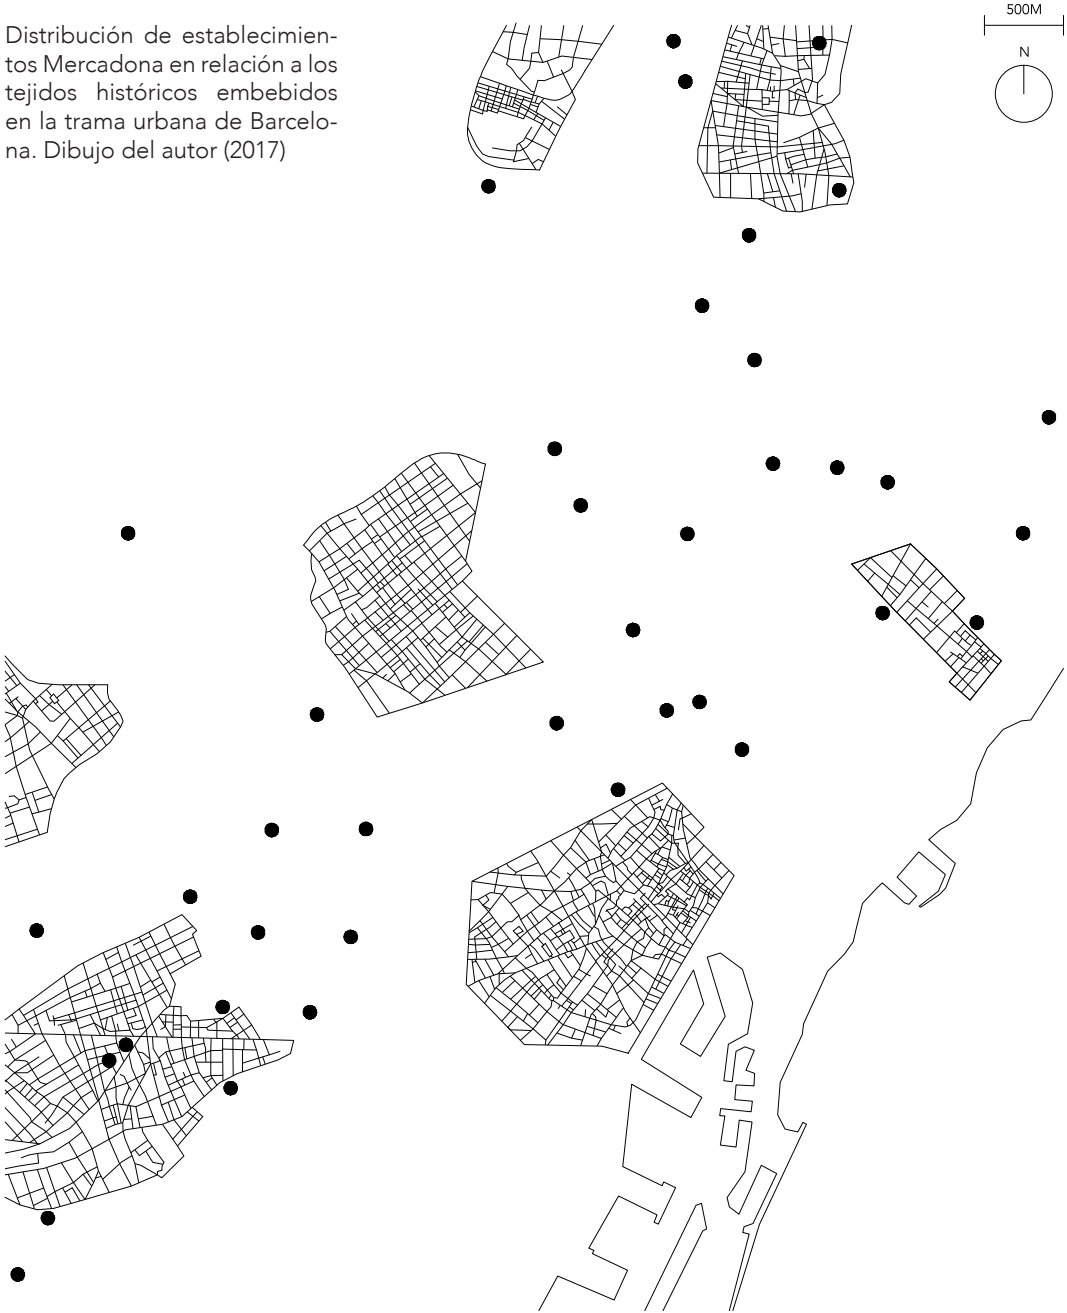 Distribución de establecimien-
tos Mercadona en relación a los
tejidos históricos embebidos
en la trama urbana de Barcelo-
na. Dibujo del autor (2017)
500M
N